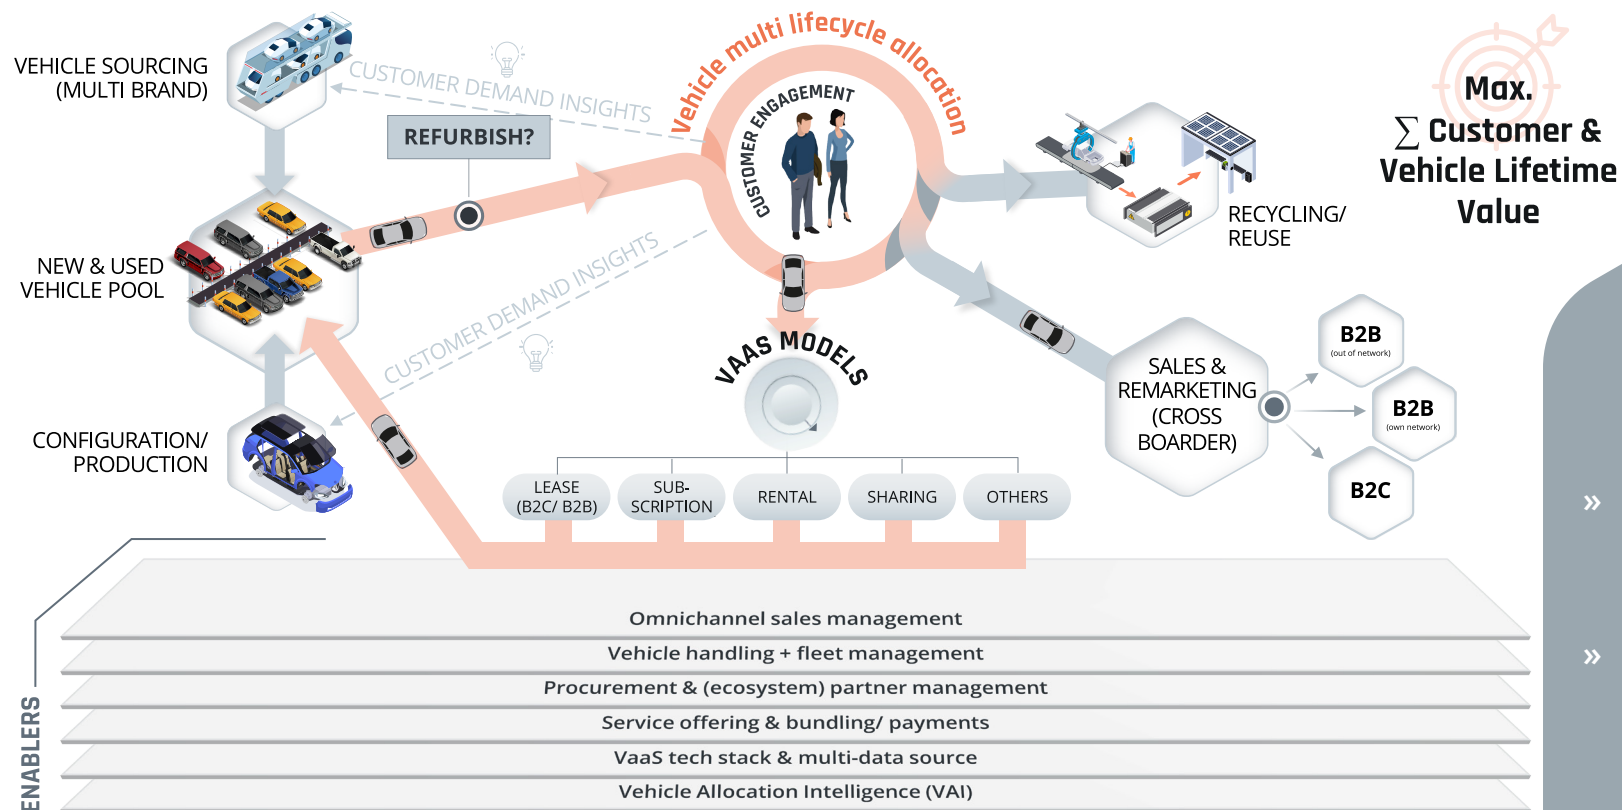 VEHICLE SOURCING
(MULTI BRAND)
CUSTOMER DEMAND INSIGHTS
REFURBISH?
Vehicle multi lifecycle allocation
CUSTOMER ENGAGEMENT
Max.
∑ Customer &
Vehicle Lifetime
Value
RECYCLING/
REUSE
NEW & USED
VEHICLE POOL
CUSTOMER DEMAND INSIGHTS
VAAS MODELS
SALES &
REMARKETING
(CROSS
BOARDER)
B2B
(out of network)
B2B
(own network)
B2C
CONFIGURATION/
PRODUCTION
LEASE
(B2C/ B2B)
SUB-
SCRIPTION
RENTAL
SHARING
OTHERS
»
»
ENABLERS
Omnichannel sales management
Vehicle handling + fleet management
Procurement & (ecosystem) partner management
Service offering & bundling/ payments
VaaS tech stack & multi-data source
Vehicle Allocation Intelligence (VAI)